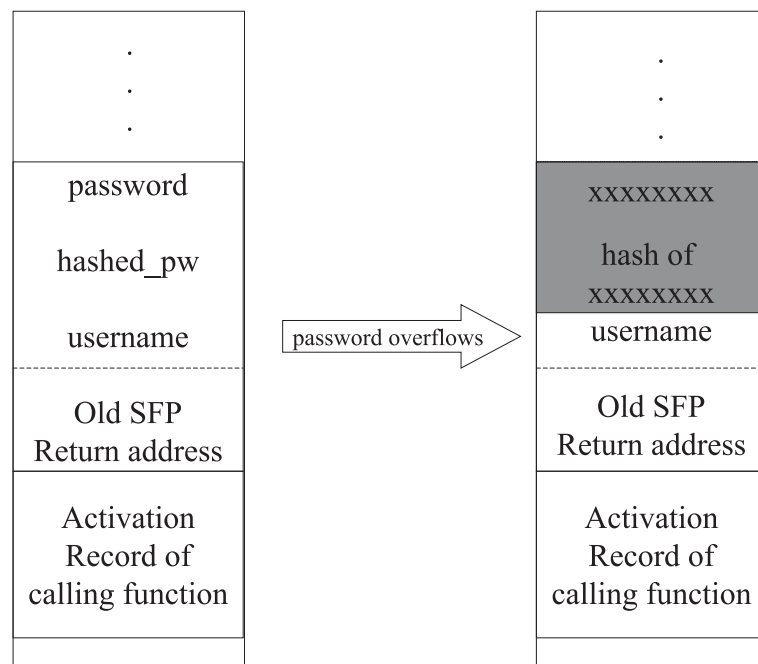 .
.
.
password
hashed_pw
username
Old SFP
Return address
Activation
Record of
calling function
password overflows
.
.
.
xxxxxxxx
hash of
xxxxxxxx
username
Old SFP
Return address
Activation
Record of
calling function